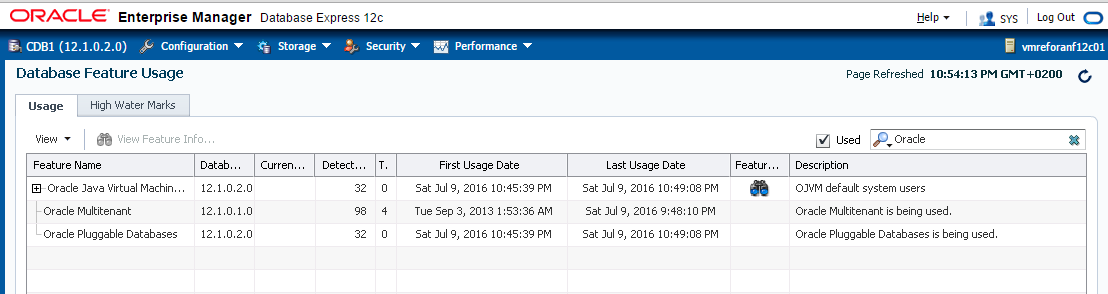 ORACLE Enterprise Manager Database Express 12c
Help SYS Log Out
CDB1 (12.1.0.2.0) Configuration Storage Security Performance vmreforanf12c01
Database Feature Usage
Page Refreshed 10:54:13 PM GMT+0200
Usage High Water Marks
View View Feature Info... Used Oracle
Feature Name Datab... Curren... Detect... T. First Usage Date Last Usage Date Featur... Description
Oracle Java Virtual Machin... 12.1.0.2.0 32 0 Sat Jul 9, 2016 10:45:39 PM Sat Jul 9, 2016 10:49:08 PM OJVM default system users
Oracle Multitenant 12.1.0.1.0 98 4 Tue Sep 3, 2013 1:53:36 AM Sat Jul 9, 2016 9:48:10 PM Oracle Multitenant is being used.
Oracle Pluggable Databases 12.1.0.2.0 32 0 Sat Jul 9, 2016 10:45:39 PM Sat Jul 9, 2016 10:49:08 PM Oracle Pluggable Databases is being used.